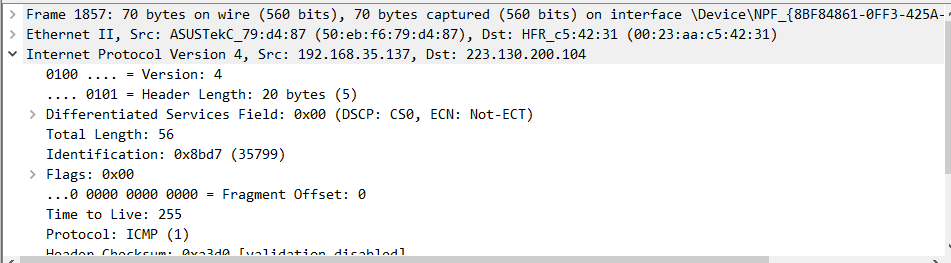 Frame 1857: 70 bytes on wire (560 bits), 70 bytes captured (560 bits) on interface \Device\NPF_{8BF84861-0FF3-425A-
Ethernet II, Src: ASUSTekC_79:d4:87 (50:eb:f6:79:d4:87), Dst: HFR_c5:42:31 (00:23:aa:c5:42:31)
Internet Protocol Version 4, Src: 192.168.35.137, Dst: 223.130.200.104
0100 .... = Version: 4
.... 0101 = Header Length: 20 bytes (5)
Differentiated Services Field: 0x00 (DSCP: CS0, ECN: Not-ECT)
Total Length: 56
Identification: 0x8bd7 (35799)
Flags: 0x00
...0 0000 0000 0000 = Fragment Offset: 0
Time to Live: 255
Protocol: ICMP (1)
Header Checksum: 0xa3d0 [validation disabled]